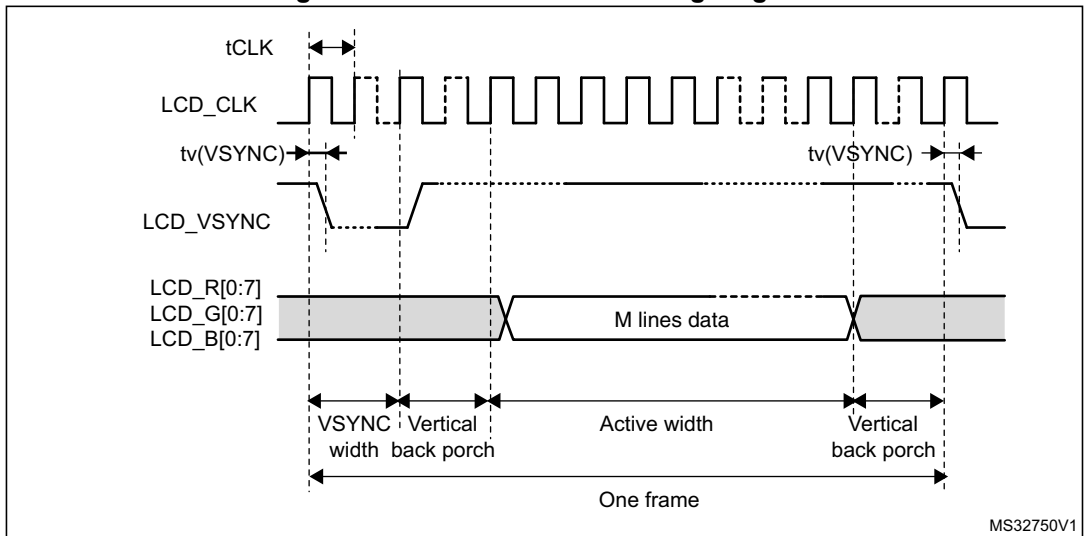 tCLK
LCD_CLK
tv(VSYNC)
tv(VSYNC)
LCD_VSYNC
LCD_R[0:7]
LCD_G[0:7]
LCD_B[0:7]
M lines data
VSYNC width
Vertical back porch
Active width
Vertical back porch
One frame
MS32750V1